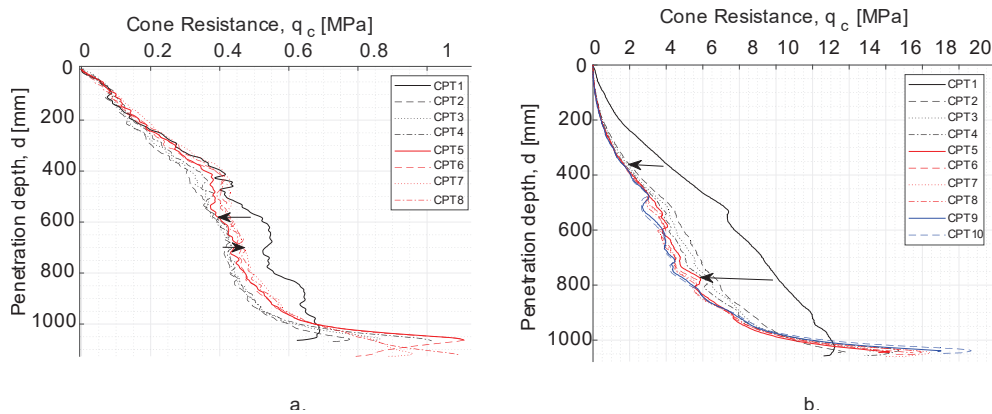 Cone Resistance, q c [MPa]
0 0.2 0.4 0.6 0.8 1
0
200
400
600
800
1000
Penetration depth, d [mm]
CPT1
CPT2
CPT3
CPT4
CPT5
CPT6
CPT7
CPT8
a.
Cone Resistance, q c [MPa]
0 2 4 6 8 10 12 14 16 18 20
0
200
400
600
800
1000
Penetration depth, d [mm]
CPT1
CPT2
CPT3
CPT4
CPT5
CPT6
CPT7
CPT8
CPT9
CPT10
b.